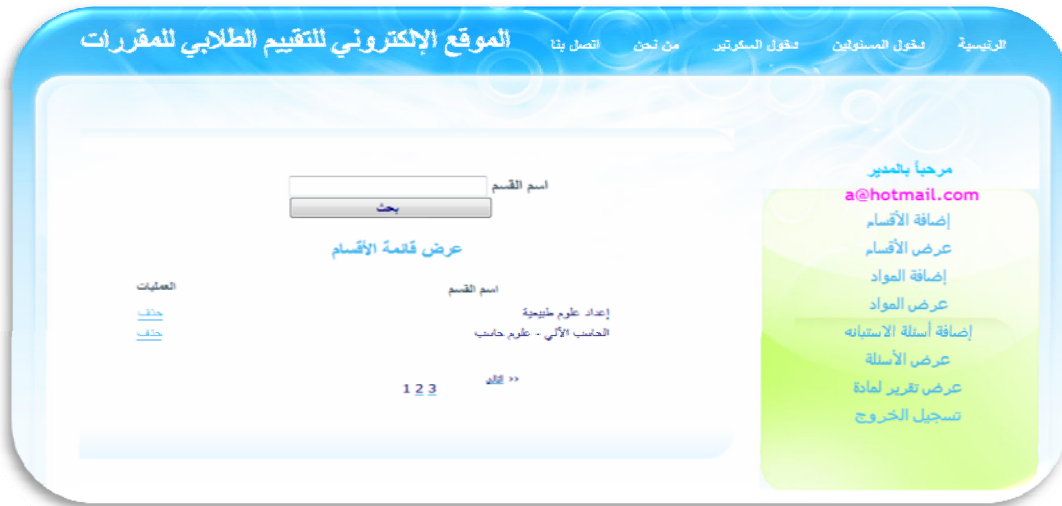 الرئيسية دخول المسئولين دخول السكرتير من نحن اتصل بنا الموقع الإلكتروني للتقييم الطلابي للمقررات
مرحباً بالمدير
a@hotmail.com
إضافة الأقسام
عرض الأقسام
إضافة المواد
عرض المواد
إضافة أسئلة الاستبانه
عرض الأسئلة
عرض تقرير لمادة
تسجيل الخروج
اسم القسم
بحث
عرض قائمة الأقسام
اسم القسم العمليات
إعداد علوم طبيعية حذف
الحاسب الألي - علوم حاسب حذف
التالي >>
1 2 3